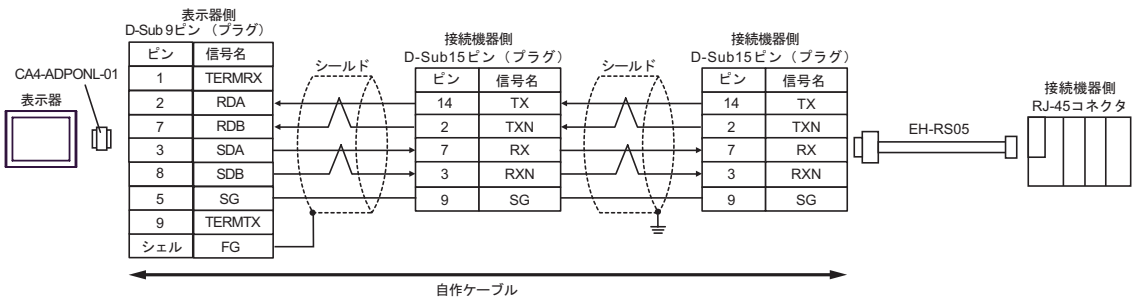 CA4-ADPONL-01
表示器
表示器側
D-Sub 9ピン (プラグ)
ピン 信号名
1 TERMRX
2 RDA
7 RDB
3 SDA
8 SDB
5 SG
9 TERMTX
シェル FG
シールド
接続機器側
D-Sub15ピン (プラグ)
ピン 信号名
14 TX
2 TXN
7 RX
3 RXN
9 SG
シールド
接続機器側
D-Sub15ピン (プラグ)
ピン 信号名
14 TX
2 TXN
7 RX
3 RXN
9 SG
EH-RS05
接続機器側
RJ-45コネクタ
自作ケーブル